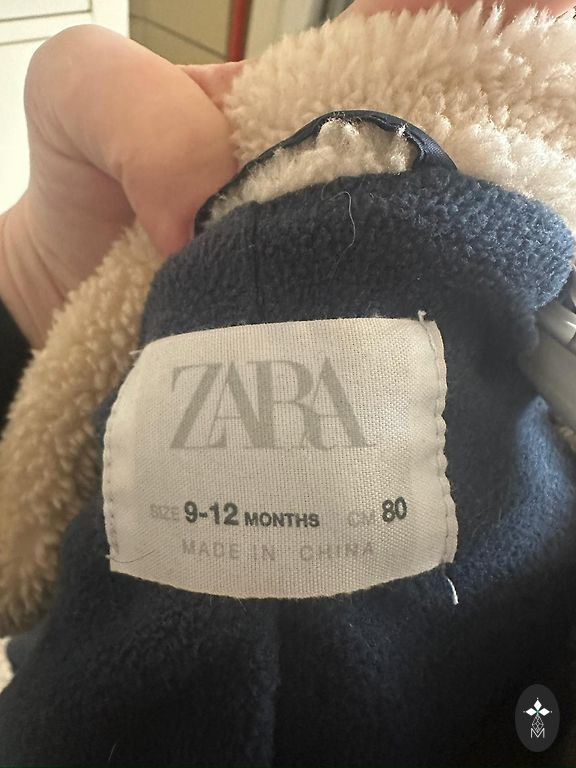 ZARA
SIZE 9-12 MONTHS CM 80
MADE IN CHINA
M